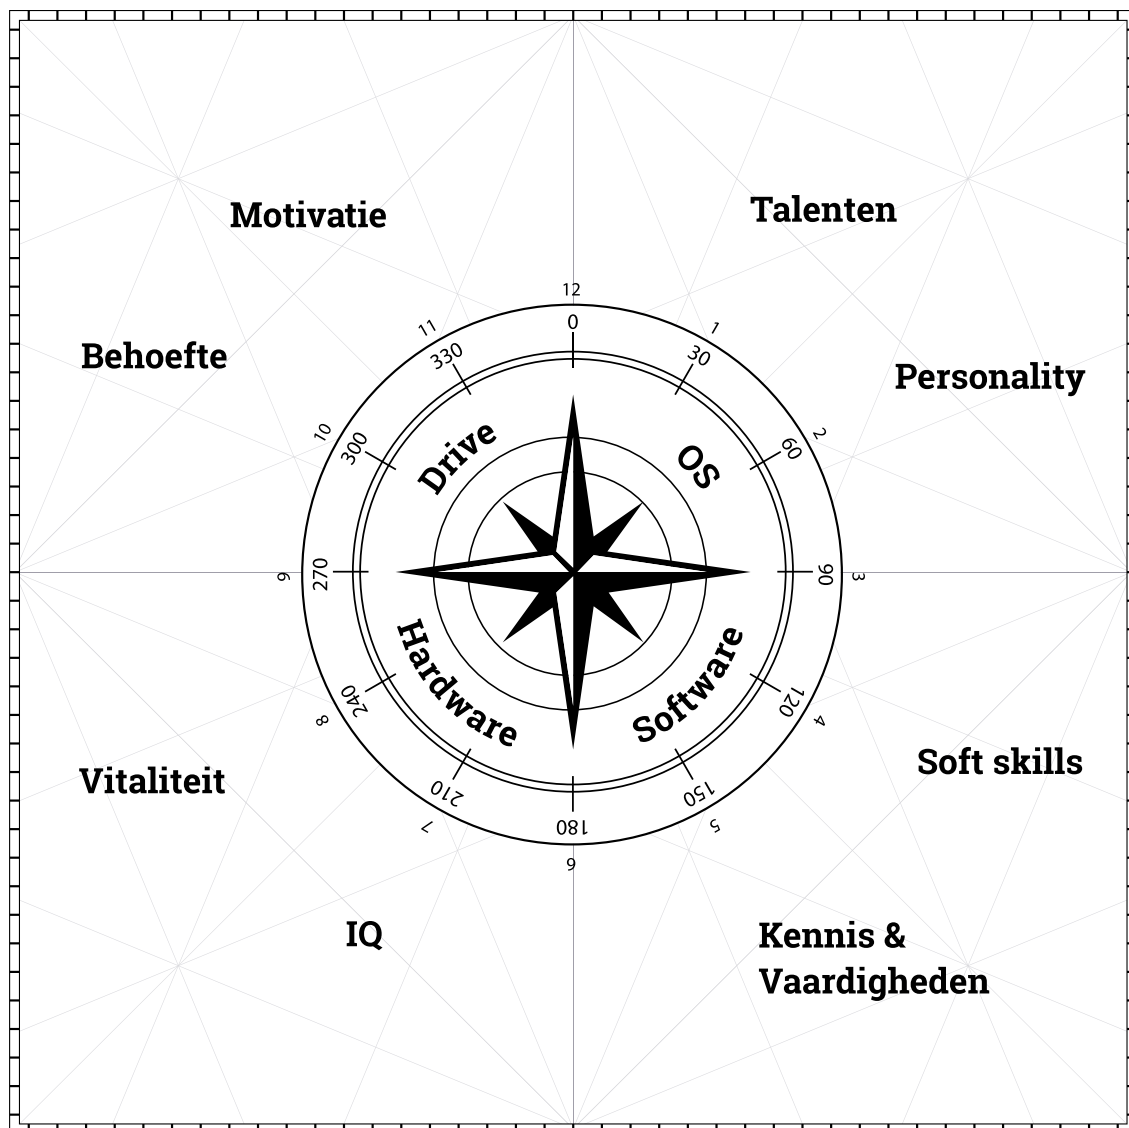 Motivatie
Talenten
Behoefte
Personality
12
0
11
330
1
30
10
300
2
60
Drive
OS
9
270
90
3
Hardware
Software
8
240
120
4
7
210
150
5
180
6
Vitaliteit
Soft skills
IQ
Kennis &
Vaardigheden